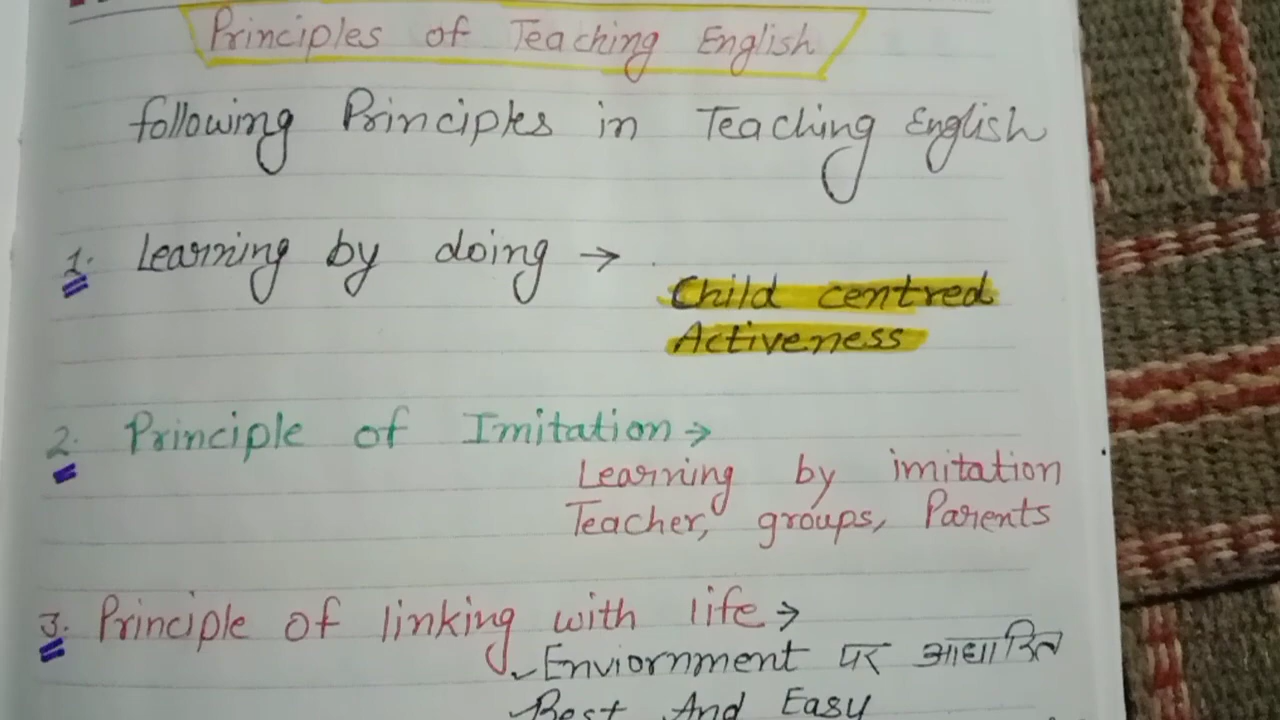 Principles of Teaching English
following Principles in Teaching English
1. Learning by doing →
Child centred
Activeness
2. Principle of Imitation →
Learning by imitation
Teacher, groups, Parents
3. Principle of linking with life →
Enviornment पर आधारित
Best And Easy